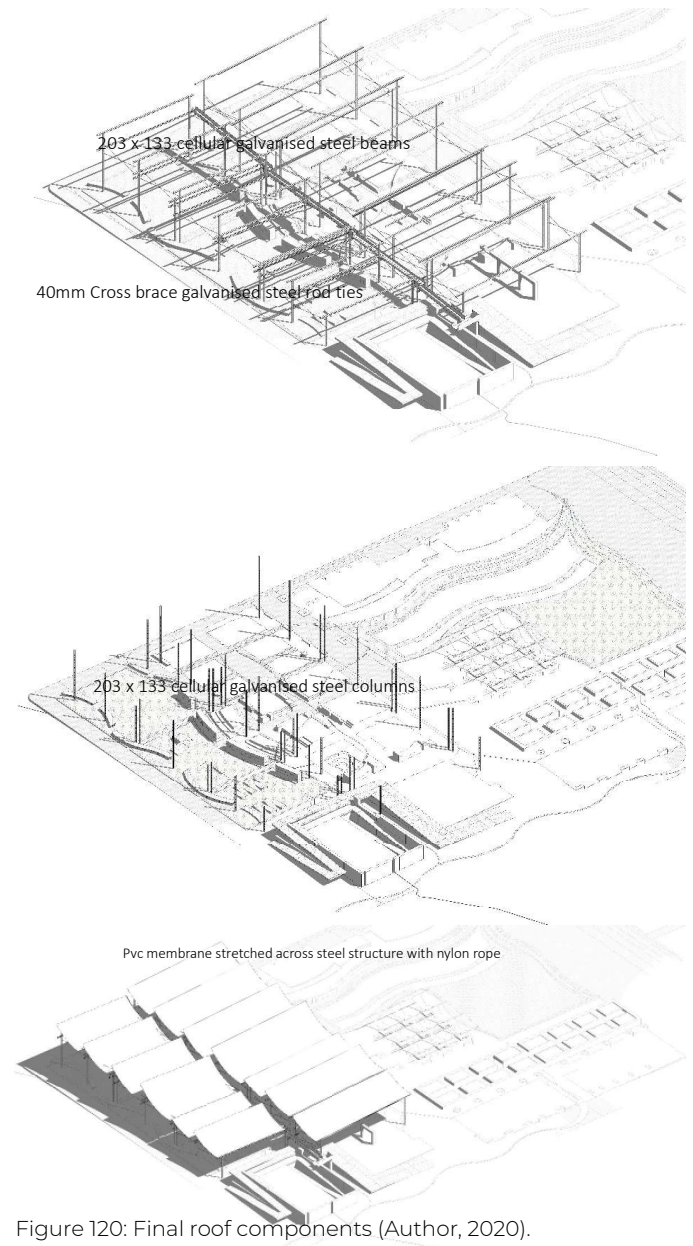 203 x 133 cellular galvanised steel beams
40mm Cross brace galvanised steel rod ties
203 x 133 cellular galvanised steel columns
Pvc membrane stretched across steel structure with nylon rope
Figure 120: Final roof components (Author, 2020).